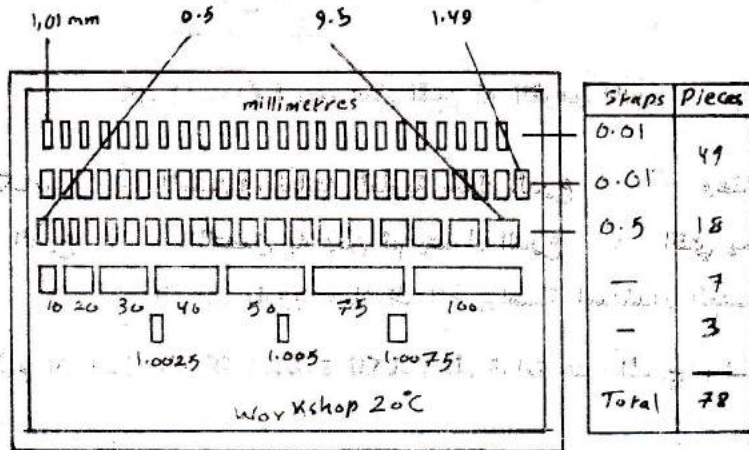 1,01 mm 0.5 9.5 1.49
millimetres
Steps Pieces
0.01
49
0.01
0.5 18
— 7
10 20 30 40 50 75 100
– 3
1.0025 1.005 1.0075
Workshop 20°C
Total 78